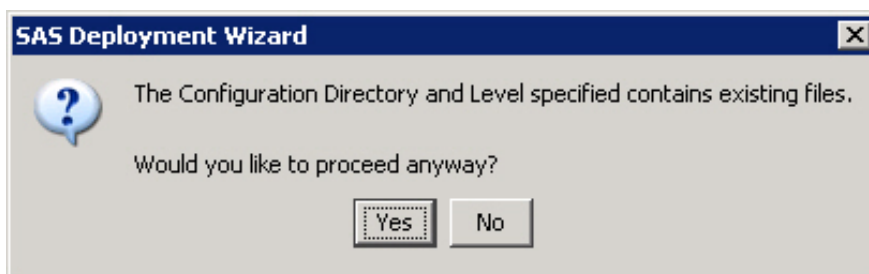 SAS Deployment Wizard
The Configuration Directory and Level specified contains existing files.
Would you like to proceed anyway?
Yes No